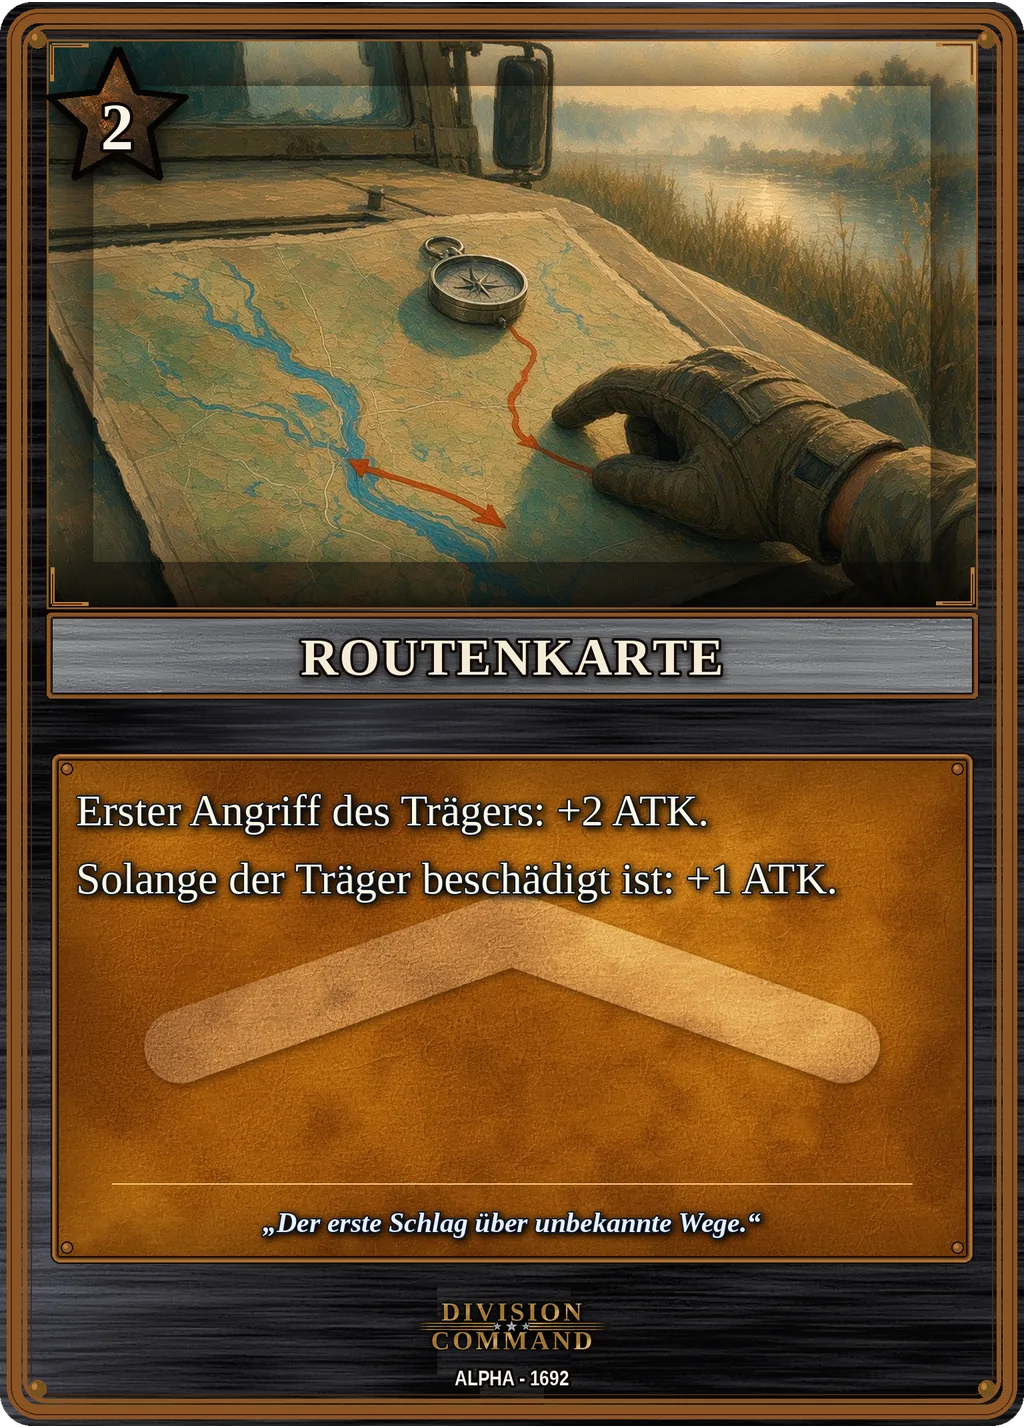 2
ROUTENKARTE
Erster Angriff des Trägers: +2 ATK.
Solange der Träger beschädigt ist: +1 ATK.
„Der erste Schlag über unbekannte Wege.“
DIVISION
COMMAND
ALPHA - 1692